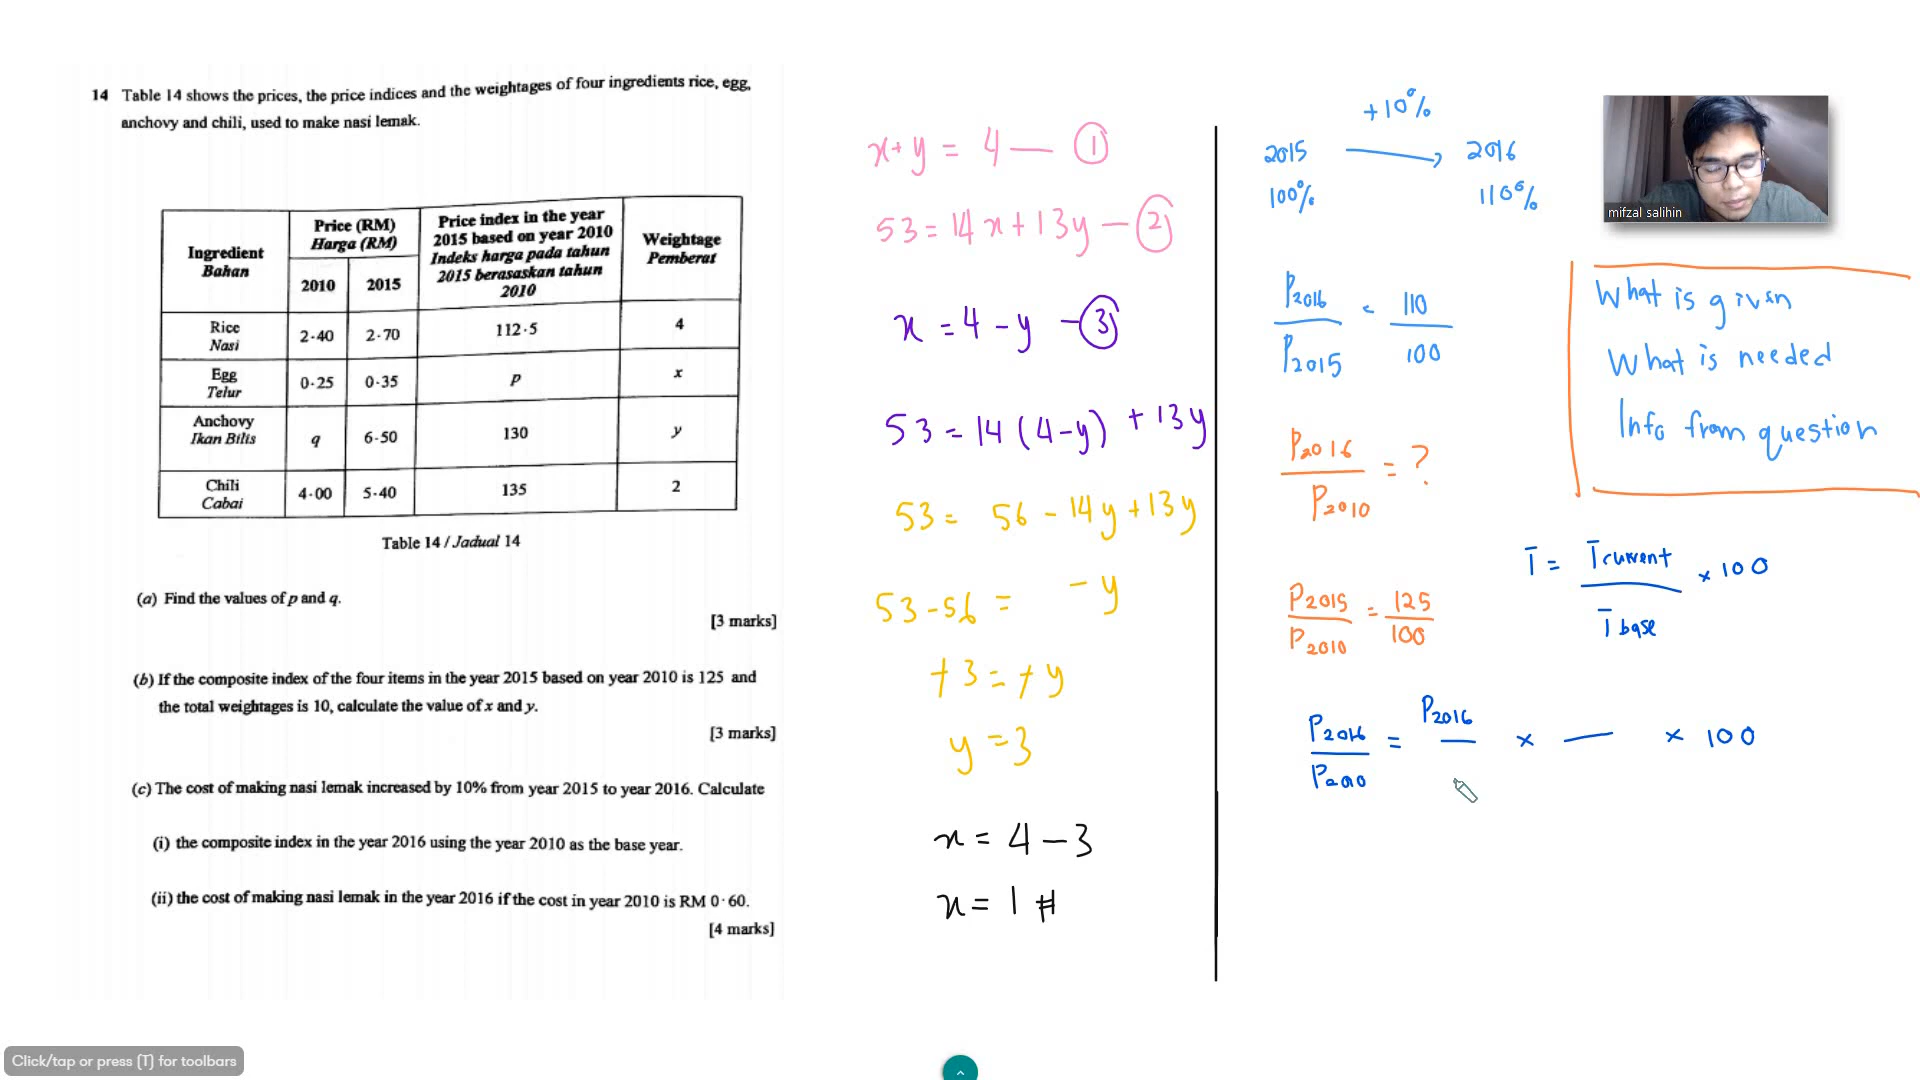 14 Table 14 shows the prices, the price indices and the weightages of four ingredients rice, egg,
anchovy and chili, used to make nasi lemak.
Ingredient
Bahan
Price (RM)
Harga (RM)
2010 2015
Price index in the year
2015 based on year 2010
Indeks harga pada tahun
2015 berasaskan tahun
2010
Weightage
Pemberat
Rice
Nasi
2·40 2·70 112·5 4
Egg
Telur
0·25 0·35 p x
Anchovy
Ikan Bilis
q 6·50 130 y
Chili
Cabai
4·00 5·40 135 2
Table 14 / Jadual 14
(a) Find the values of p and q.
[3 marks]
(b) If the composite index of the four items in the year 2015 based on year 2010 is 125 and
the total weightages is 10, calculate the value of x and y.
[3 marks]
(c) The cost of making nasi lemak increased by 10% from year 2015 to year 2016. Calculate
(i) the composite index in the year 2016 using the year 2010 as the base year.
(ii) the cost of making nasi lemak in the year 2016 if the cost in year 2010 is RM 0·60.
[4 marks]
x+y = 4 — ①
53 = 14x + 13y — ②
x = 4 - y - ③
53 = 14 (4-y) + 13y
53 = 56 - 14y + 13y
53 - 56 = - y
+3 = +y
y = 3
x = 4 - 3
x = 1 #
+10%
2015 → 2016
100% 110%
P2016 / P2015 = 110 / 100
P2016 / P2010 = ?
P2015 / P2010 = 125 / 100
P2016 / P2010 = P2016 / — × — × 100
mifzal salihin
What is given
What is needed
Info from question
Ī = Ī current / Ī base × 100
Click/tap or press (T) for toolbars